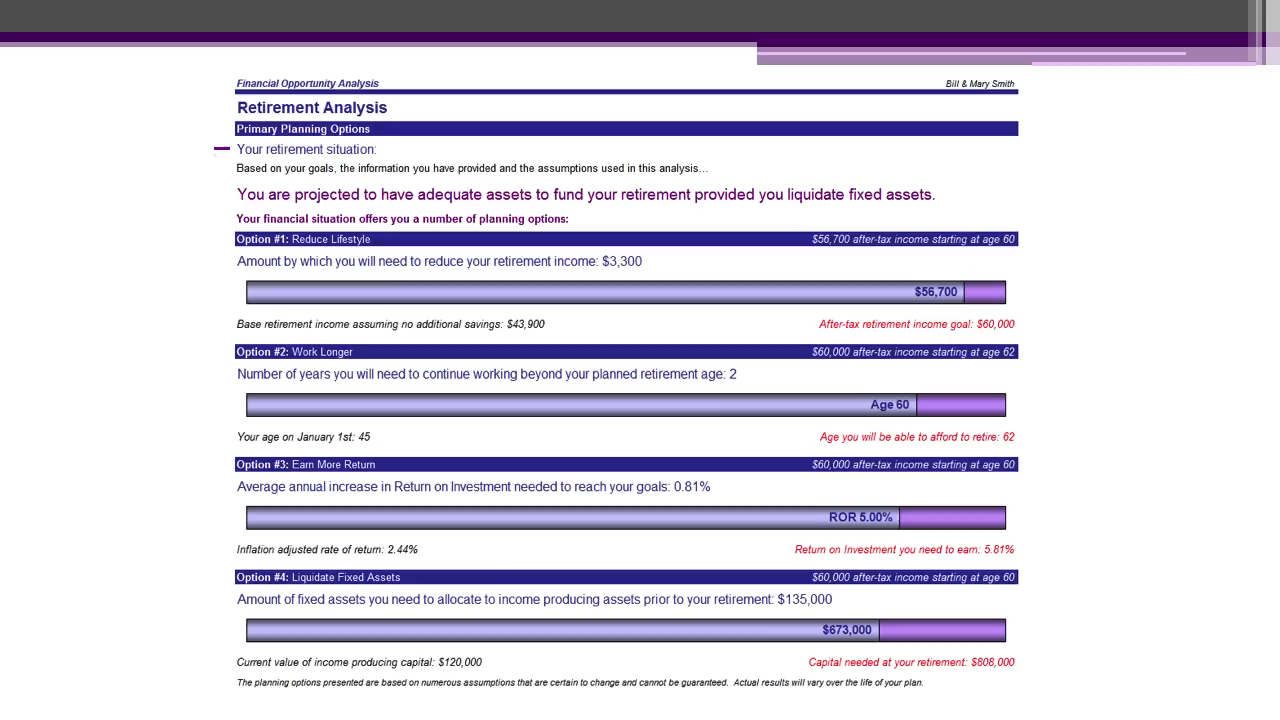 Financial Opportunity Analysis Bill & Mary Smith
Retirement Analysis
Primary Planning Options
Your retirement situation:
Based on your goals, the information you have provided and the assumptions used in this analysis...
You are projected to have adequate assets to fund your retirement provided you liquidate fixed assets.
Your financial situation offers you a number of planning options:
Option #1: Reduce Lifestyle $56,700 after-tax income starting at age 60
Amount by which you will need to reduce your retirement income: $3,300
$56,700
Base retirement income assuming no additional savings: $43,900 After-tax retirement income goal: $60,000
Option #2: Work Longer $60,000 after-tax income starting at age 62
Number of years you will need to continue working beyond your planned retirement age: 2
Age 60
Your age on January 1st: 45 Age you will be able to afford to retire: 62
Option #3: Earn More Return $60,000 after-tax income starting at age 60
Average annual increase in Return on Investment needed to reach your goals: 0.81%
ROR 5.00%
Inflation adjusted rate of return: 2.44% Return on Investment you need to earn: 5.81%
Option #4: Liquidate Fixed Assets $60,000 after-tax income starting at age 60
Amount of fixed assets you need to allocate to income producing assets prior to your retirement: $135,000
$673,000
Current value of income producing capital: $120,000 Capital needed at your retirement: $808,000
The planning options presented are based on numerous assumptions that are certain to change and cannot be guaranteed. Actual results will vary over the life of your plan.